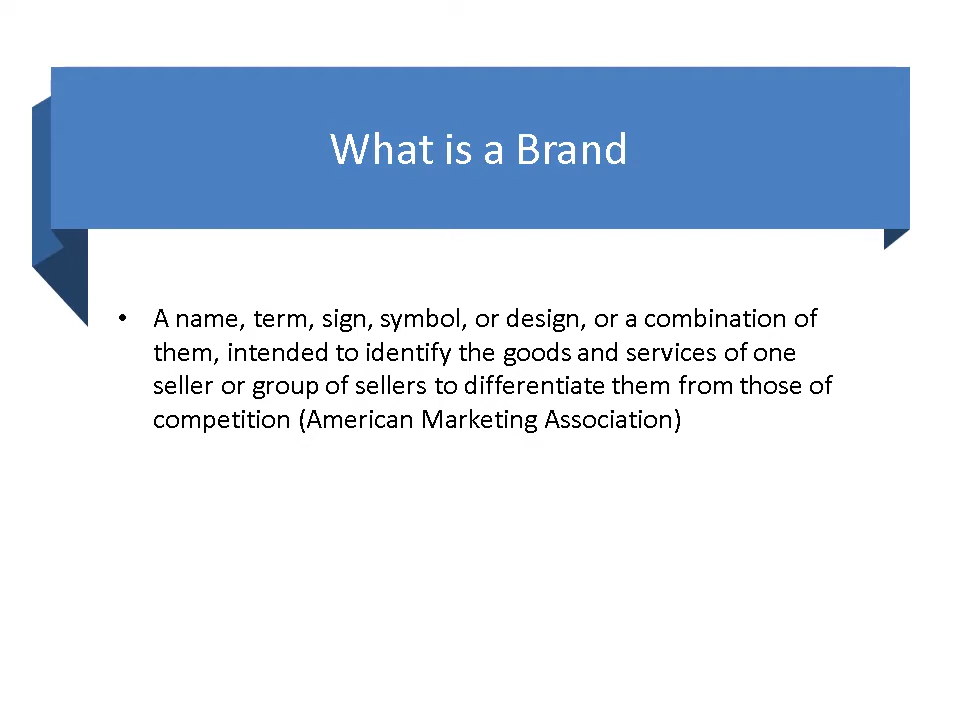 What is a Brand
• A name, term, sign, symbol, or design, or a combination of
them, intended to identify the goods and services of one
seller or group of sellers to differentiate them from those of
competition (American Marketing Association)